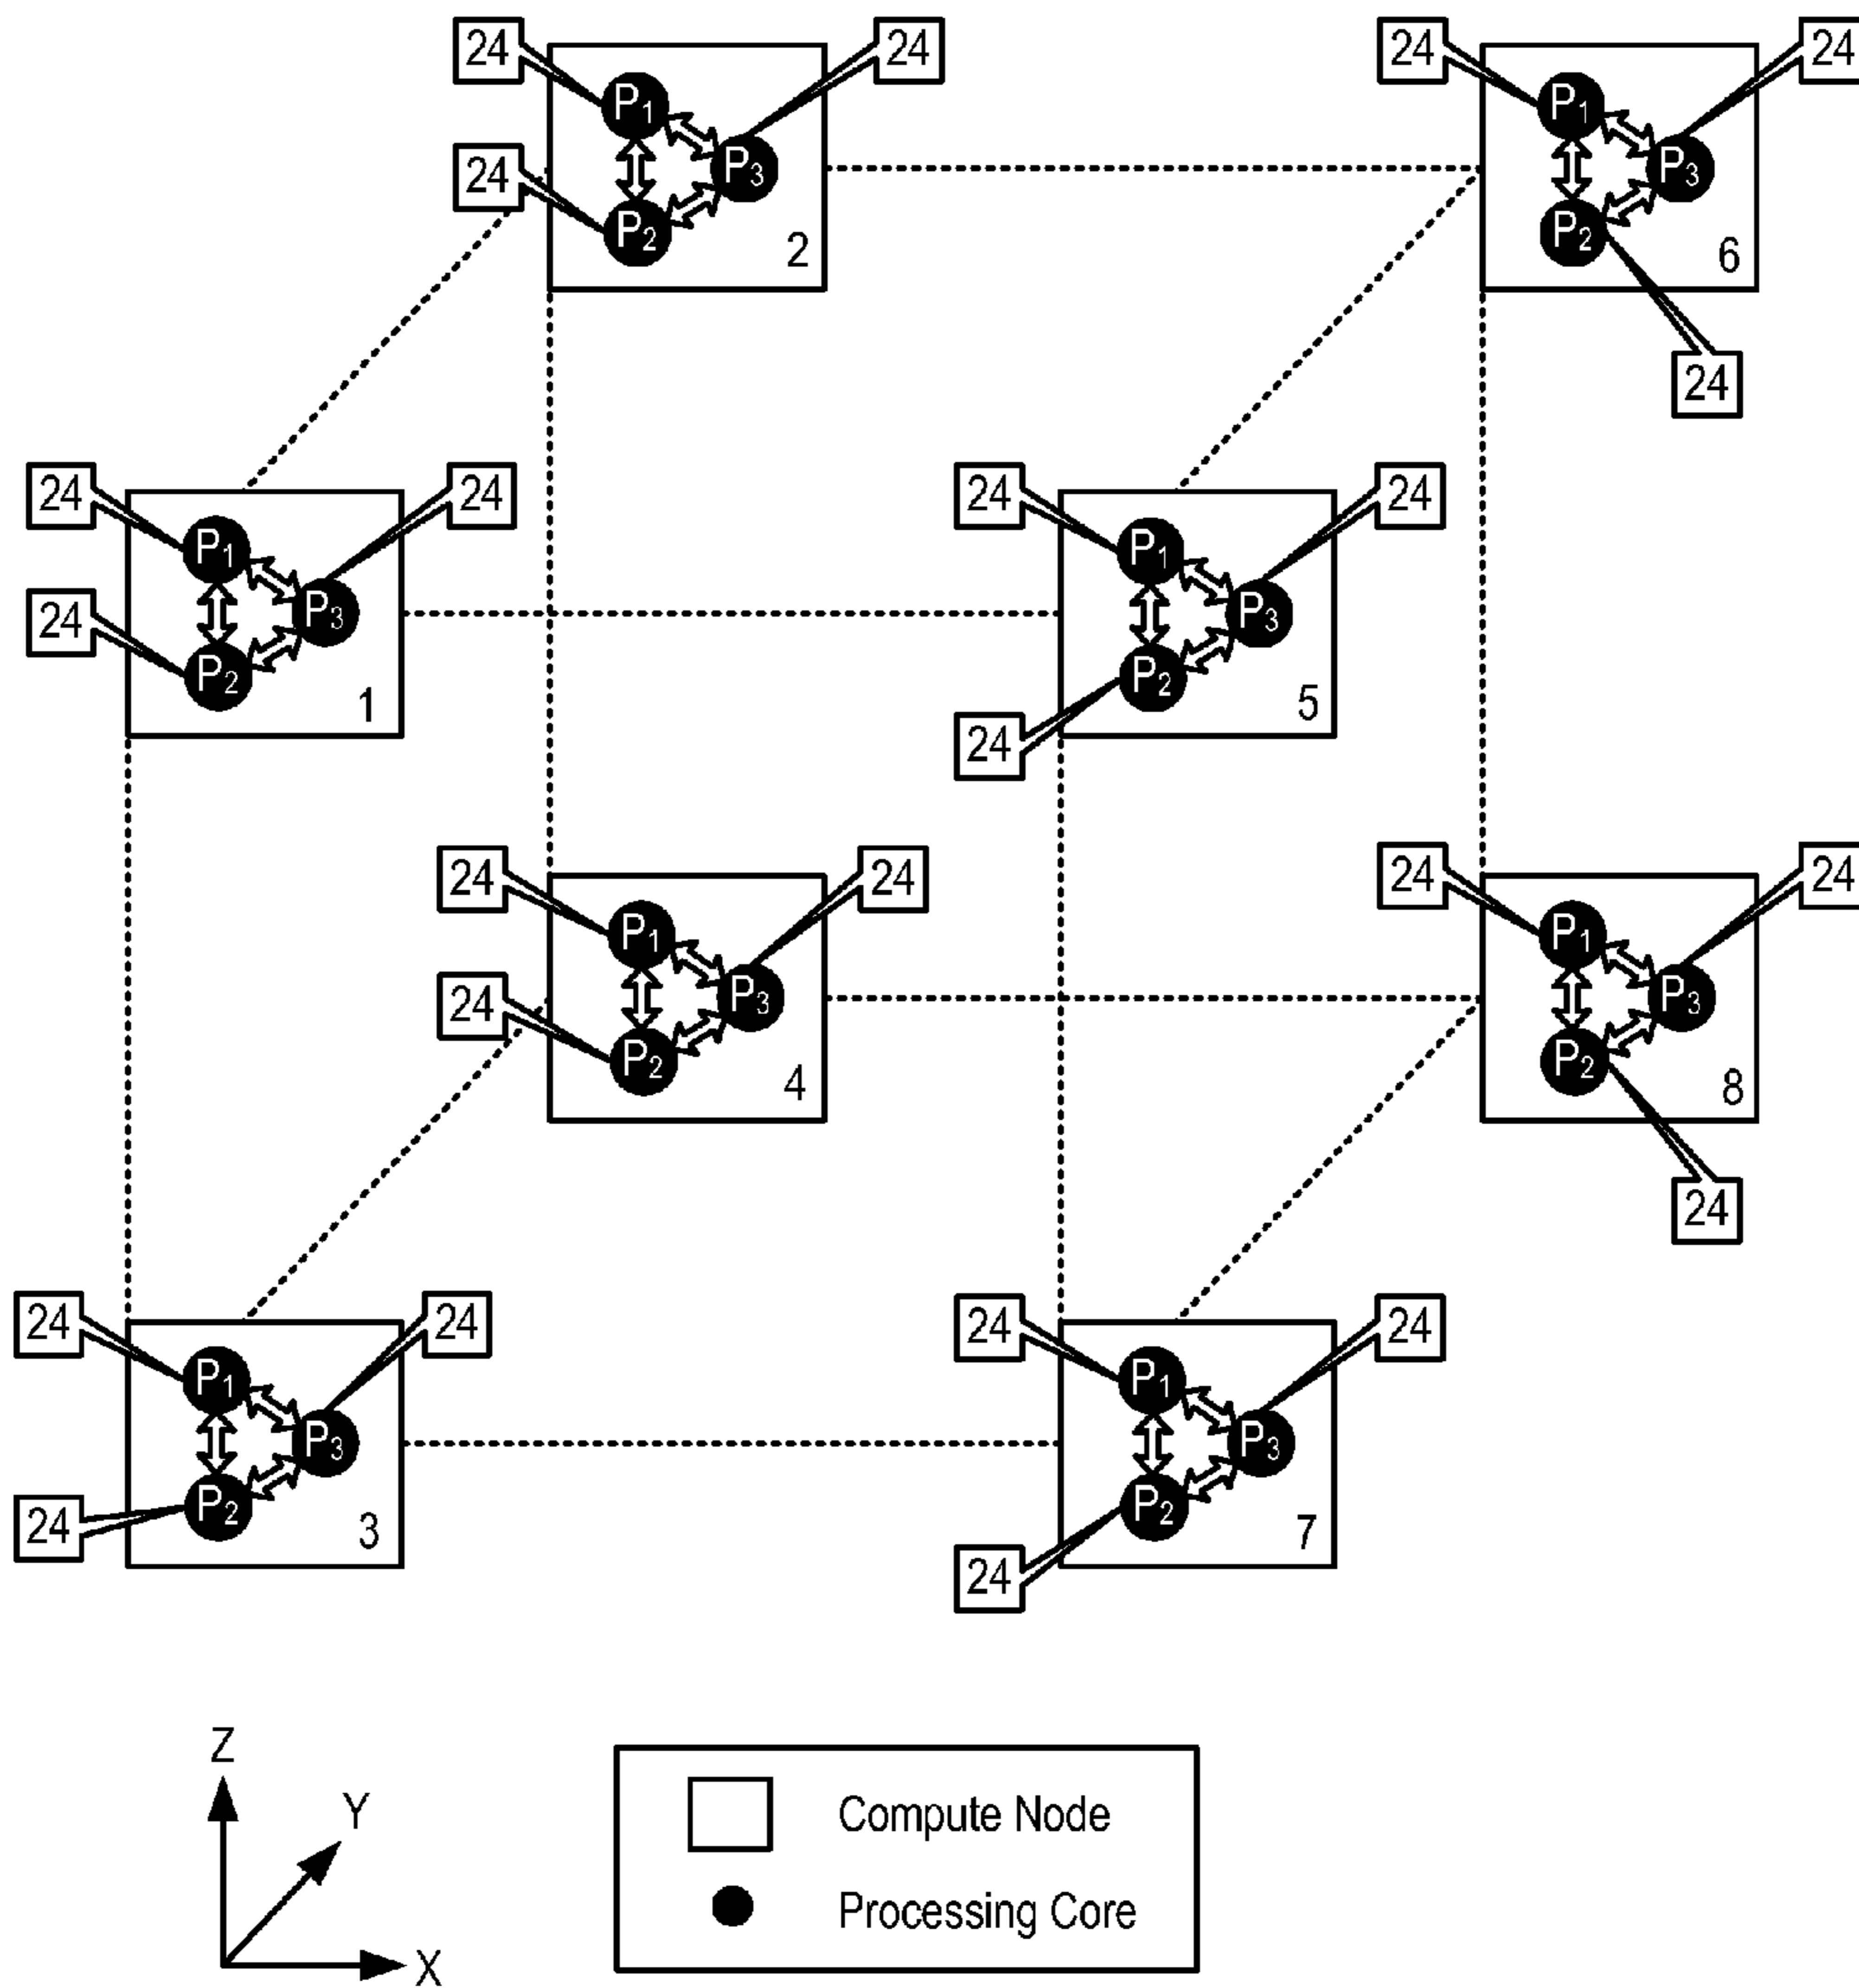 24 24 24 24
P1 P1
24 P3 P3
P2 P2
2 6
24
24 24 24 24
P1 P1
24 P3 P3
P2 P2
1 5
24
24 24 24 24
P1 P1
24 P3 P3
P2 P2
4 8
24
24 24 24 24
P1 P1
P3 P3
24 P2 P2
3 7
24
Z
Y
X
Compute Node
Processing Core